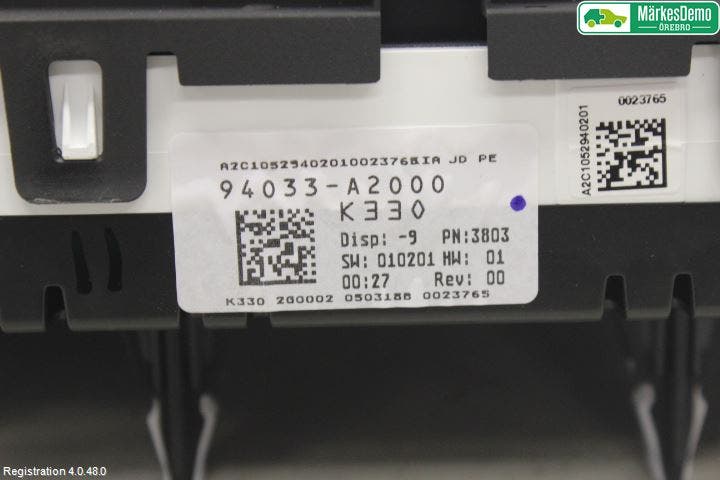 MärkesDemo
ÖREBRO
0023765
A2C1052940201
A2C10529402010023765IA JD PE
94033-A2000
K330
Disp: -9 PN:3803
SW: 010201 HW: 01
00:27 Rev: 00
K330 2G0002 0503188 0023765
Registration 4.0.48.0